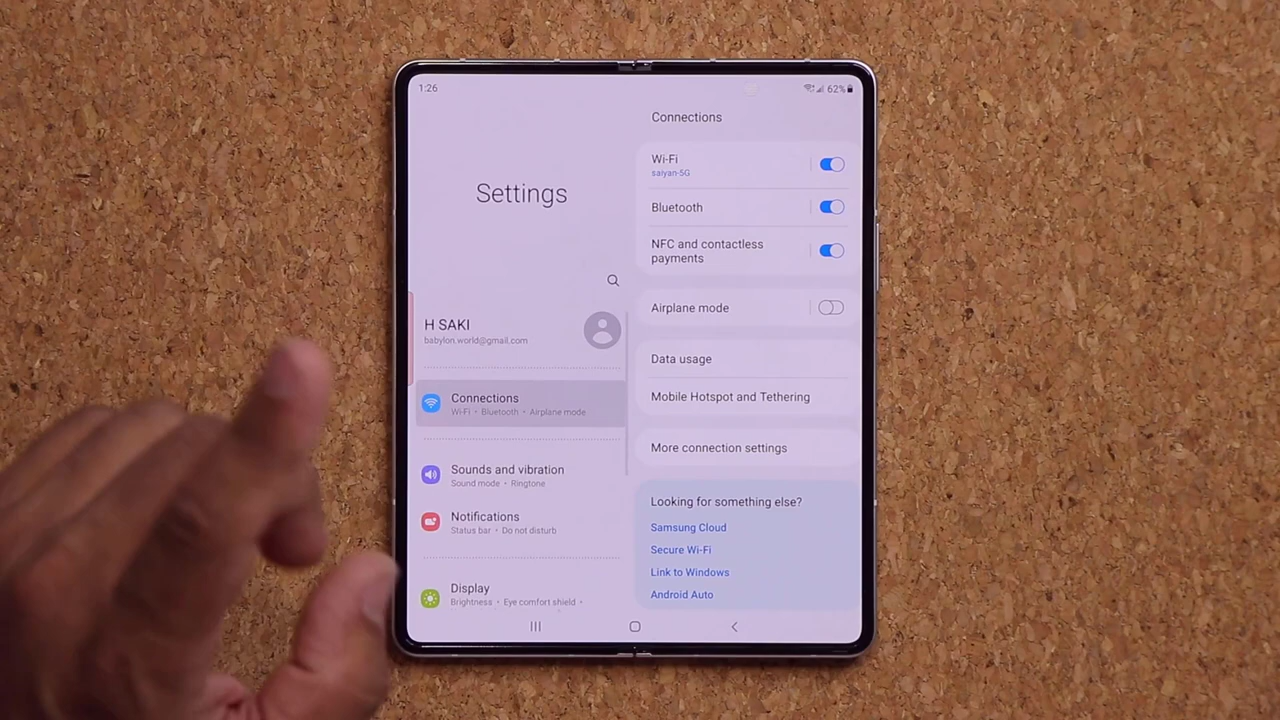 1:26
62%
Settings
H SAKI
babylon.world@gmail.com
Connections
Wi-Fi • Bluetooth • Airplane mode
Sounds and vibration
Sound mode • Ringtone
Notifications
Status bar • Do not disturb
Display
Brightness • Eye comfort shield •
Connections
Wi-Fi
saiyan-5G
Bluetooth
NFC and contactless
payments
Airplane mode
Data usage
Mobile Hotspot and Tethering
More connection settings
Looking for something else?
Samsung Cloud
Secure Wi-Fi
Link to Windows
Android Auto